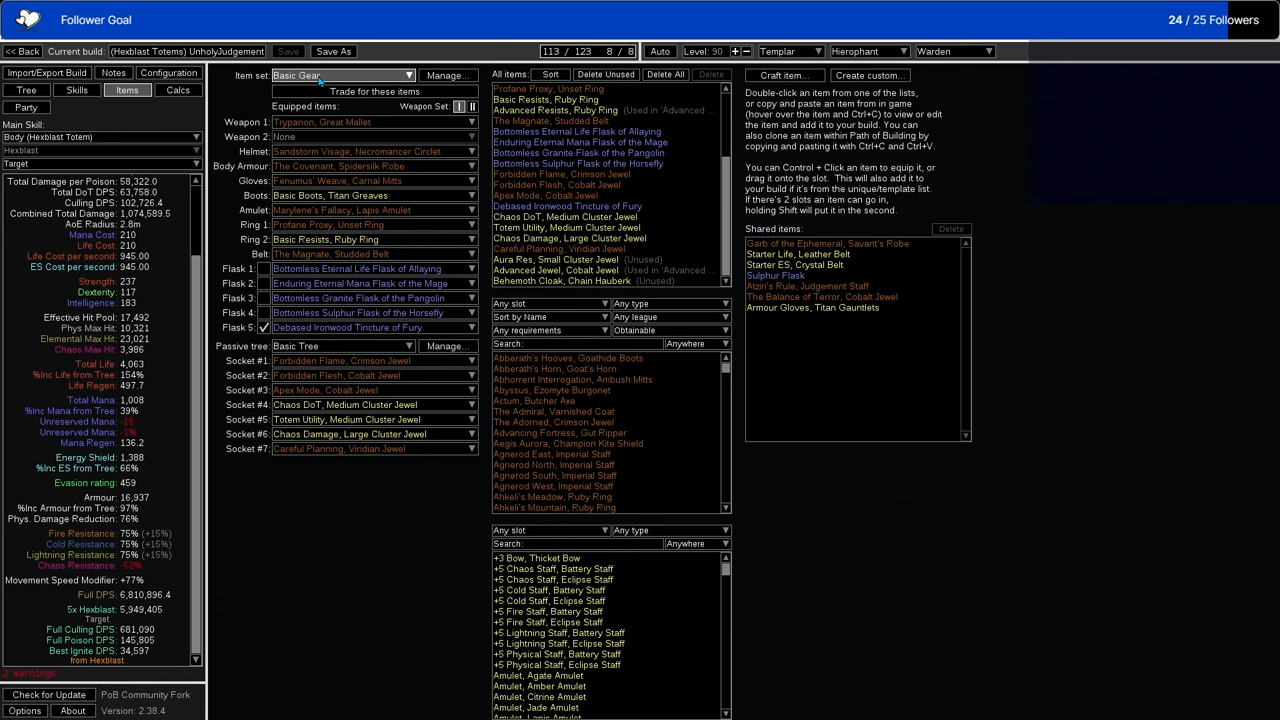 Follower Goal
24 / 25 Followers
<< Back
Current build:
(Hexblast Totems) UnholyJudgement
Save
Save As
113 / 123
8 / 8
Auto
Level: 90
Templar
Hierophant
Warden
Import/Export Build
Notes
Configuration
Tree
Skills
Items
Calcs
Party
Main Skill:
Body (Hexblast Totem)
Hexblast
Target
Total Damage per Poison: 58,322.0
Total DoT DPS: 63,758.0
Culling DPS: 102,726.4
Combined Total Damage: 1,074,589.5
AoE Radius: 2.8m
Mana Cost: 210
Life Cost: 210
Life Cost per second: 945.00
ES Cost per second: 945.00
Strength: 237
Dexterity: 117
Intelligence: 183
Effective Hit Pool: 17,492
Phys Max Hit: 10,321
Elemental Max Hit: 23,021
Chaos Max Hit: 3,986
Total Life: 4,063
%Inc Life from Tree: 154%
Life Regen: 497.7
Total Mana: 1,008
%Inc Mana from Tree: 39%
Unreserved Mana: -15
Unreserved Mana: -1%
Mana Regen: 136.2
Energy Shield: 1,388
%Inc ES from Tree: 66%
Evasion rating: 459
Armour: 16,937
%Inc Armour from Tree: 97%
Phys. Damage Reduction: 76%
Fire Resistance: 75% (+15%)
Cold Resistance: 75% (+15%)
Lightning Resistance: 75% (+15%)
Chaos Resistance: -52%
Movement Speed Modifier: +77%
Full DPS: 6,810,896.4
5x Hexblast: 5,949,405
Target
Full Culling DPS: 681,090
Full Poison DPS: 145,805
Best Ignite DPS: 34,597
from Hexblast
2 Warnings
Check for Update
PoB Community Fork
Options
About
Version: 2.38.4
Item set:
Basic Gear
Manage...
Trade for these items
Equipped items:
Weapon Set:
I
II
Weapon 1: Trypanon, Great Mallet
Weapon 2: None
Helmet: Sandstorm Visage, Necromancer Circlet
Body Armour: The Covenant, Spidersilk Robe
Gloves: Fenumus' Weave, Carnal Mitts
Boots: Basic Boots, Titan Greaves
Amulet: Marylene's Fallacy, Lapis Amulet
Ring 1: Profane Proxy, Unset Ring
Ring 2: Basic Resists, Ruby Ring
Belt: The Magnate, Studded Belt
Flask 1: Bottomless Eternal Life Flask of Allaying
Flask 2: Enduring Eternal Mana Flask of the Mage
Flask 3: Bottomless Granite Flask of the Pangolin
Flask 4: Bottomless Sulphur Flask of the Horsefly
Flask 5: Debased Ironwood Tincture of Fury
Passive tree: Basic Tree
Manage...
Socket #1: Forbidden Flame, Crimson Jewel
Socket #2: Forbidden Flesh, Cobalt Jewel
Socket #3: Apex Mode, Cobalt Jewel
Socket #4: Chaos DoT, Medium Cluster Jewel
Socket #5: Totem Utility, Medium Cluster Jewel
Socket #6: Chaos Damage, Large Cluster Jewel
Socket #7: Careful Planning, Viridian Jewel
All items:
Sort
Delete Unused
Delete All
Delete
Profane Proxy, Unset Ring
Basic Resists, Ruby Ring
Advanced Resists, Ruby Ring (Used in 'Advanced ...
The Magnate, Studded Belt
Bottomless Eternal Life Flask of Allaying
Enduring Eternal Mana Flask of the Mage
Bottomless Granite Flask of the Pangolin
Bottomless Sulphur Flask of the Horsefly
Forbidden Flame, Crimson Jewel
Forbidden Flesh, Cobalt Jewel
Apex Mode, Cobalt Jewel
Debased Ironwood Tincture of Fury
Chaos DoT, Medium Cluster Jewel
Totem Utility, Medium Cluster Jewel
Chaos Damage, Large Cluster Jewel
Careful Planning, Viridian Jewel
Aura Res, Small Cluster Jewel (Unused)
Advanced Jewel, Cobalt Jewel (Used in 'Advanced ...
Behemoth Cloak, Chain Hauberk (Unused)
Any slot
Any type
Sort by Name
Any league
Any requirements
Obtainable
Search:
Anywhere
Abberath's Hooves, Goathide Boots
Abberath's Horn, Goat's Horn
Abhorrent Interrogation, Ambush Mitts
Abyssus, Ezomyte Burgonet
Actum, Butcher Axe
The Admiral, Varnished Coat
The Adorned, Crimson Jewel
Advancing Fortress, Gut Ripper
Aegis Aurora, Champion Kite Shield
Agnerod East, Imperial Staff
Agnerod North, Imperial Staff
Agnerod South, Imperial Staff
Agnerod West, Imperial Staff
Ahkeli's Meadow, Ruby Ring
Ahkeli's Mountain, Ruby Ring
Any slot
Any type
Search:
Anywhere
+3 Bow, Thicket Bow
+5 Chaos Staff, Battery Staff
+5 Chaos Staff, Eclipse Staff
+5 Cold Staff, Battery Staff
+5 Cold Staff, Eclipse Staff
+5 Fire Staff, Battery Staff
+5 Fire Staff, Eclipse Staff
+5 Lightning Staff, Battery Staff
+5 Lightning Staff, Eclipse Staff
+5 Physical Staff, Battery Staff
+5 Physical Staff, Eclipse Staff
Amulet, Agate Amulet
Amulet, Amber Amulet
Amulet, Citrine Amulet
Amulet, Jade Amulet
Amulet, Lapis Amulet
Craft item...
Create custom...
Double-click an item from one of the lists,
or copy and paste an item from in game
(hover over the item and Ctrl+C) to view or edit
the item and add it to your build. You can
also clone an item within Path of Building by
copying and pasting it with Ctrl+C and Ctrl+V.
You can Control + Click an item to equip it, or
drag it onto the slot. This will also add it to
your build if it's from the unique/template list.
If there's 2 slots an item can go in,
holding Shift will put it in the second.
Shared items:
Delete
Garb of the Ephemeral, Savant's Robe
Starter Life, Leather Belt
Starter ES, Crystal Belt
Sulphur Flask
Atziri's Rule, Judgement Staff
The Balance of Terror, Cobalt Jewel
Armour Gloves, Titan Gauntlets